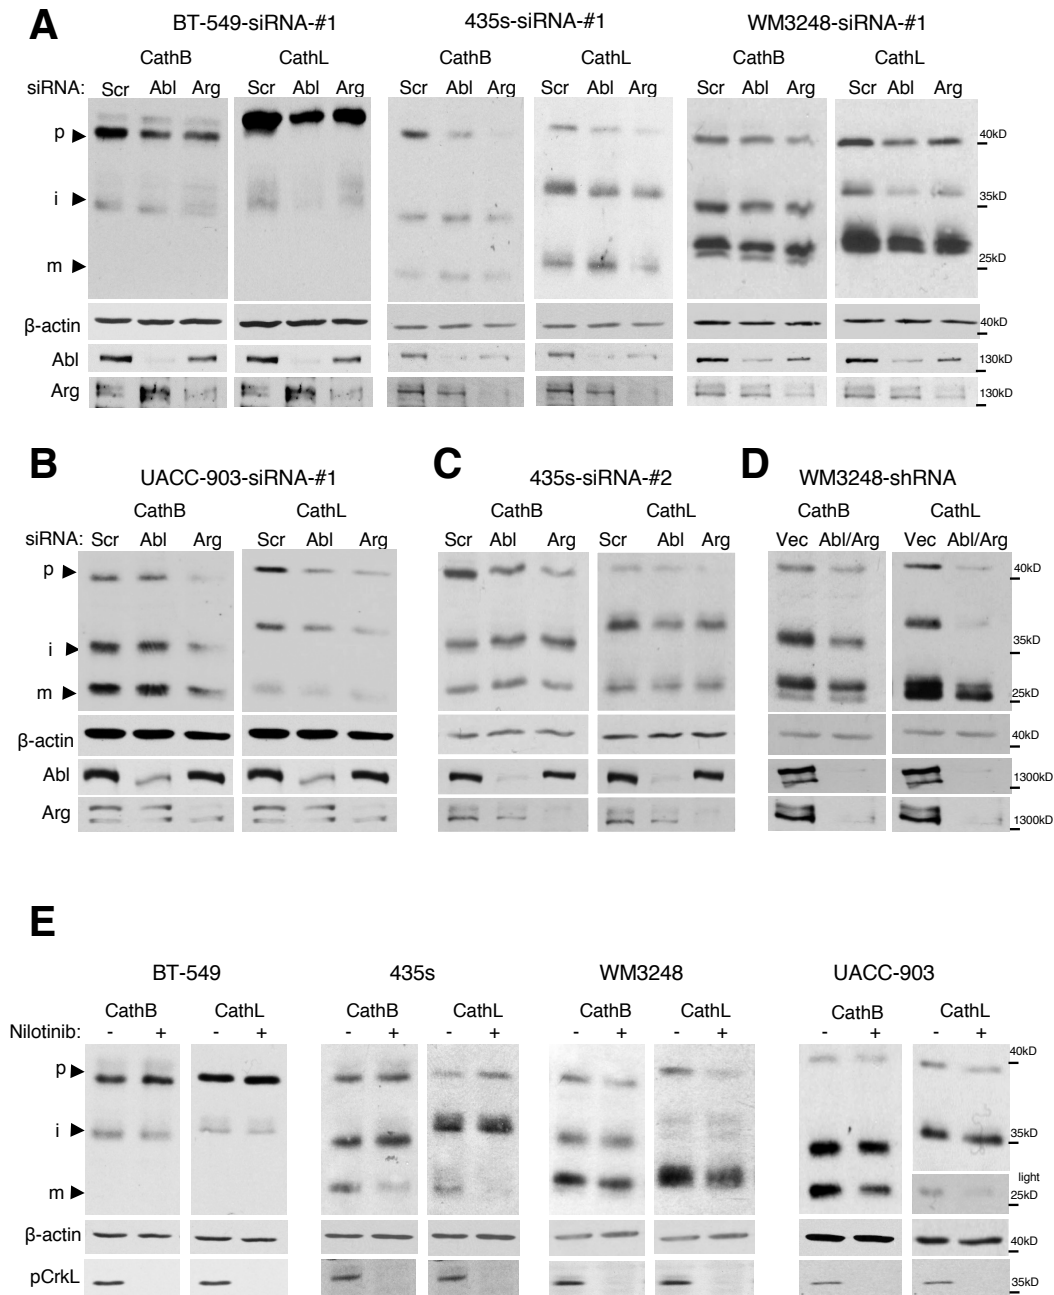 A
BT-549-siRNA-#1 435s-siRNA-#1 WM3248-siRNA-#1
CathB CathL CathB CathL CathB CathL
siRNA: Scr Abl Arg Scr Abl Arg Scr Abl Arg Scr Abl Arg Scr Abl Arg Scr Abl Arg
p 40kD
i 35kD
m 25kD
β-actin 40kD
Abl 130kD
Arg 130kD
B C D
UACC-903-siRNA-#1 435s-siRNA-#2 WM3248-shRNA
CathB CathL CathB CathL CathB CathL
siRNA: Scr Abl Arg Scr Abl Arg Scr Abl Arg Scr Abl Arg Vec Abl/Arg Vec Abl/Arg
p 40kD
i 35kD
m 25kD
β-actin 40kD
Abl 1300kD
Arg 1300kD
E
BT-549 435s WM3248 UACC-903
CathB CathL CathB CathL CathB CathL CathB CathL
Nilotinib: - + - + - + - + - + - + - + - +
p 40kD
i 35kD
light
m 25kD
β-actin 40kD
pCrkL 35kD